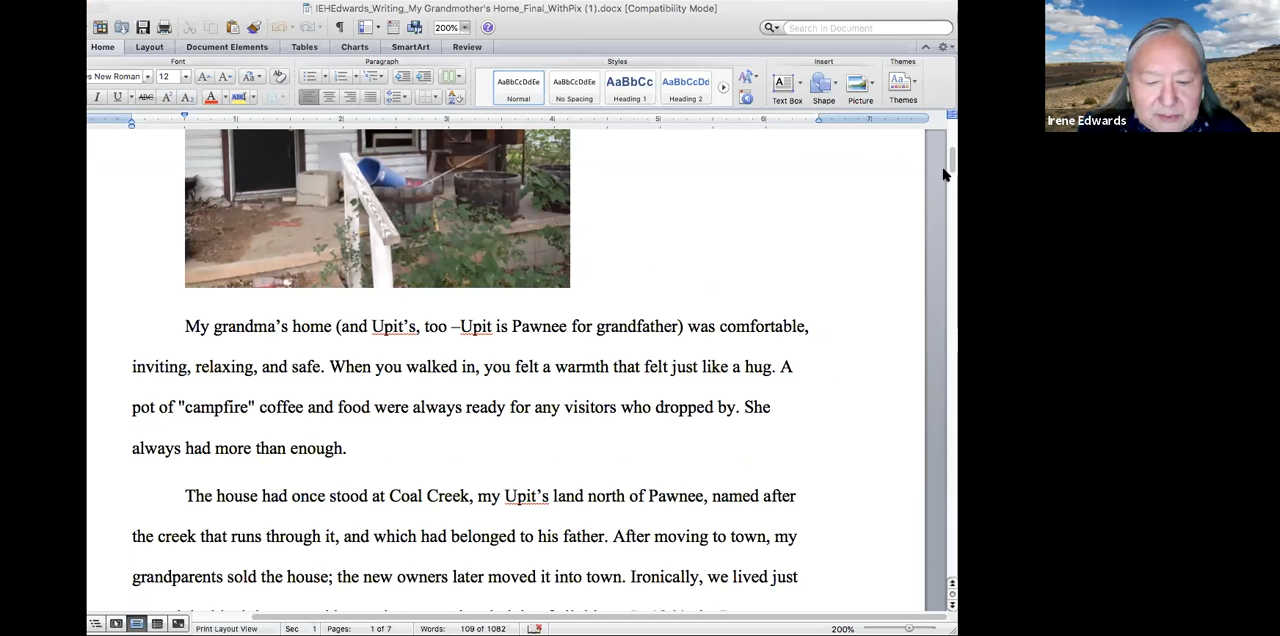 IEHEdwards_Writing_My Grandmother's Home_Final_WithPix (1).docx [Compatibility Mode]
200%
Search in Document
Home Layout Document Elements Tables Charts SmartArt Review
Font Paragraph Styles Insert Themes
s New Roman 12
AaBbCcDdEe AaBbCcDdEe AaBbCc AaBbCcDd
Normal No Spacing Heading 1 Heading 2 Text Box Shape Picture Themes
1 2 3 4 5 6 7
Irene Edwards
My grandma's home (and Upit's, too –Upit is Pawnee for grandfather) was comfortable,
inviting, relaxing, and safe. When you walked in, you felt a warmth that felt just like a hug. A
pot of "campfire" coffee and food were always ready for any visitors who dropped by. She
always had more than enough.
The house had once stood at Coal Creek, my Upit's land north of Pawnee, named after
the creek that runs through it, and which had belonged to his father. After moving to town, my
grandparents sold the house; the new owners later moved it into town. Ironically, we lived just
Print Layout View Sec 1 Pages: 1 of 7 Words: 109 of 1082 200%